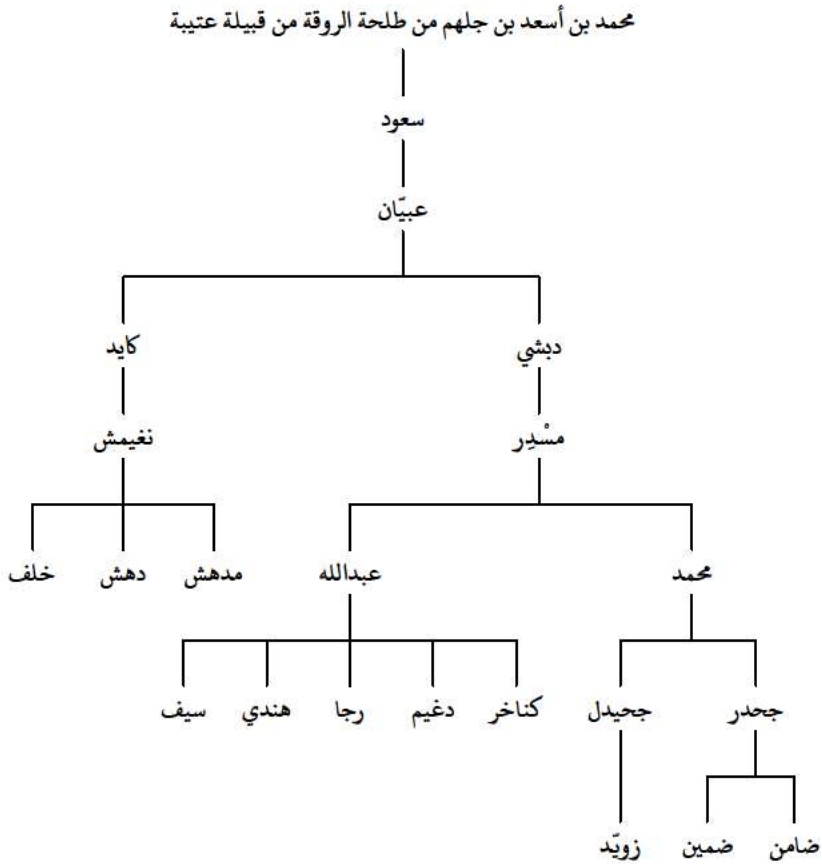 محمد بن أسعد بن جلهم من طلحة الروقة من قبيلة عتيبة
سعود
عبيّان
دبشي كايد
مسْدِر نغيمش
محمد عبدالله مدهش دهش خلف
جحدر جحيدل كناخر دغيم رجا هندي سيف
ضامن ضمين زويّد